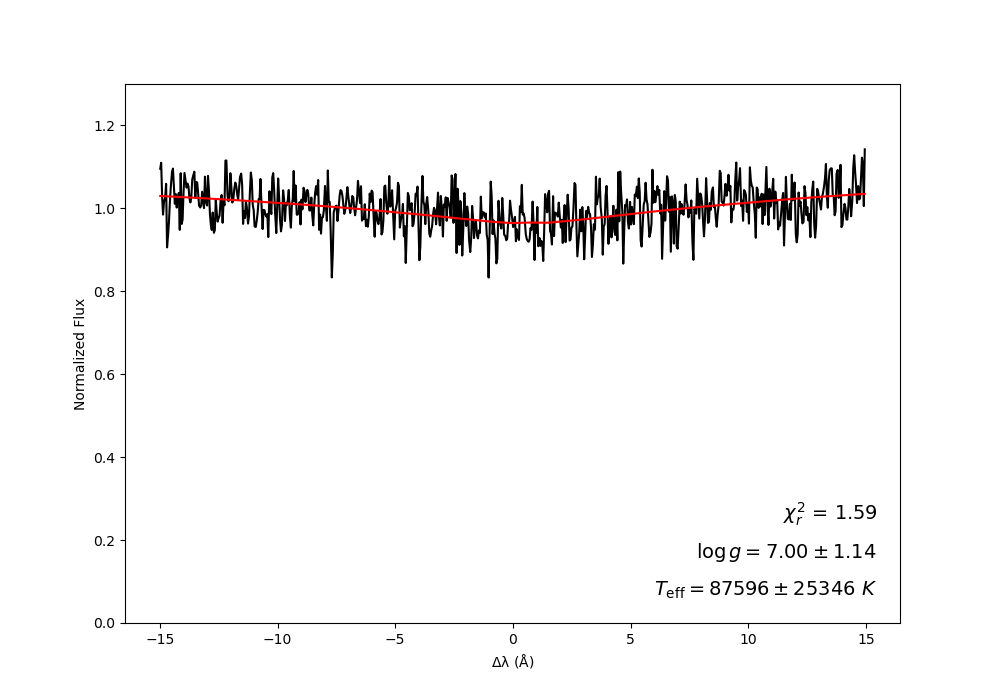 1.2
1.0
0.8
0.6
0.4
0.2
0.0
Normalized Flux
χ²ᵣ = 1.59
log g = 7.00 ± 1.14
T_eff = 87596 ± 25346 K
−15 −10 −5 0 5 10 15
Δλ (Å)